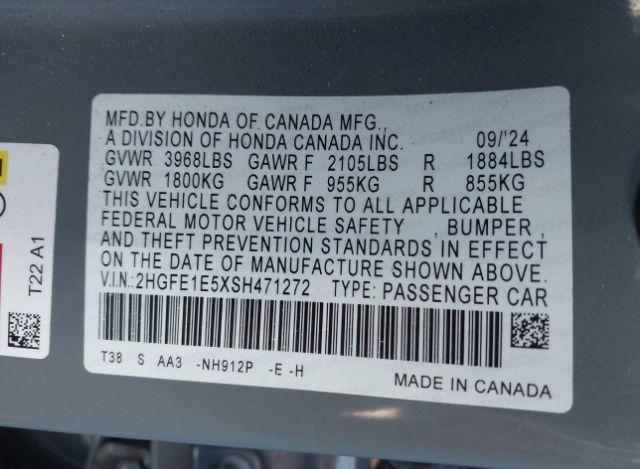 MFD.BY HONDA OF CANADA MFG.,
A DIVISION OF HONDA CANADA INC. 09/'24
GVWR 3968LBS GAWR F 2105LBS R 1884LBS
GVWR 1800KG GAWR F 955KG R 855KG
THIS VEHICLE CONFORMS TO ALL APPLICABLE
FEDERAL MOTOR VEHICLE SAFETY , BUMPER ,
AND THEFT PREVENTION STANDARDS IN EFFECT
ON THE DATE OF MANUFACTURE SHOWN ABOVE.
V.I.N.:2HGFE1E5XSH471272 TYPE: PASSENGER CAR
T38 S AA3 -NH912P -E -H
MADE IN CANADA
T22 A1